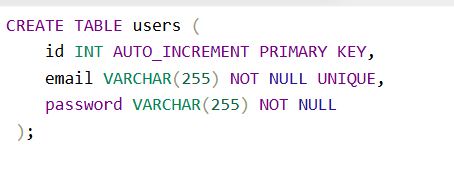 CREATE TABLE users (
    id INT AUTO_INCREMENT PRIMARY KEY,
    email VARCHAR(255) NOT NULL UNIQUE,
    password VARCHAR(255) NOT NULL
 );